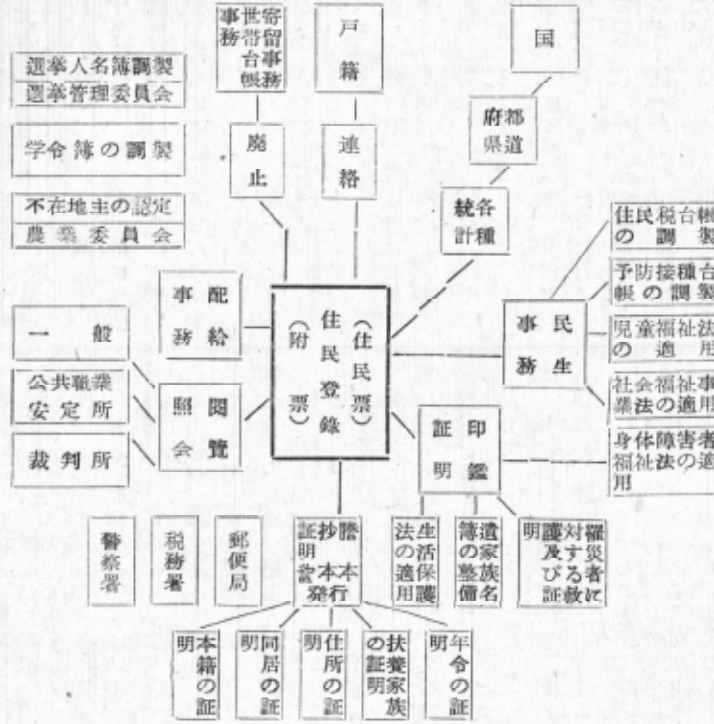 寄留事務
世帯台帳
事務
戸籍
国
選挙人名簿調製
選挙管理委員会
学令簿の調製
不在地主の認定
農業委員会
廃止
連絡
都道
府県
各種
統計
住民税台帳
の調製
予防接種台
帳の調製
児童福祉法
の適用
社会福祉事
業法の適用
身体障害者
福祉法の適
用
配給
事務
(住民票)
住民登録
(附票)
民生
事務
一般
公共職業
安定所
裁判所
閲覧
照会
印鑑
証明
警察署
税務署
郵便局
謄本
抄本発行
証明書
生活保護
法の適用
遺家族名
簿の整備
罹災者に
対する救
護及び証
明
本籍の証
明
同居の証
明
住所の証
明
扶養家族
の証明
年令の証
明